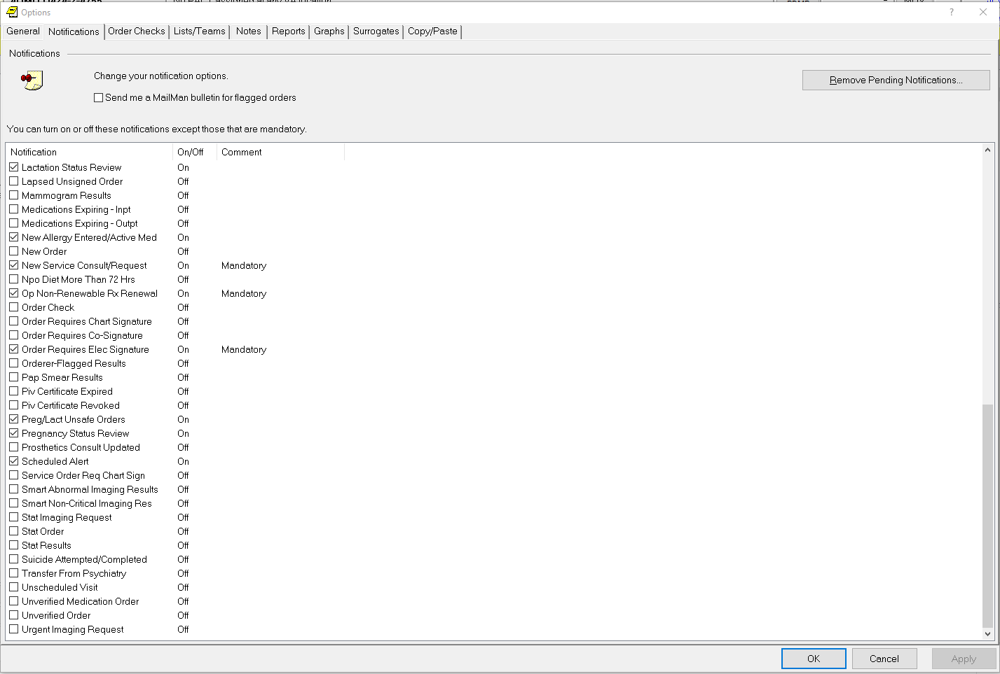 Options
?
General Notifications Order Checks Lists/Teams Notes Reports Graphs Surrogates Copy/Paste
Notifications
Change your notification options.
Remove Pending Notifications...
Send me a MailMan bulletin for flagged orders
You can turn on or off these notifications except those that are mandatory.
Notification On/Off Comment
Lactation Status Review On
Lapsed Unsigned Order Off
Mammogram Results Off
Medications Expiring - Inpt Off
Medications Expiring - Outpt Off
New Allergy Entered/Active Med On
New Order Off
New Service Consult/Request On Mandatory
Npo Diet More Than 72 Hrs Off
Op Non-Renewable Rx Renewal On Mandatory
Order Check Off
Order Requires Chart Signature Off
Order Requires Co-Signature Off
Order Requires Elec Signature On Mandatory
Orderer-Flagged Results Off
Pap Smear Results Off
Piv Certificate Expired Off
Piv Certificate Revoked Off
Preg/Lact Unsafe Orders On
Pregnancy Status Review On
Prosthetics Consult Updated Off
Scheduled Alert On
Service Order Req Chart Sign Off
Smart Abnormal Imaging Results Off
Smart Non-Critical Imaging Res Off
Stat Imaging Request Off
Stat Order Off
Stat Results Off
Suicide Attempted/Completed Off
Transfer From Psychiatry Off
Unscheduled Visit Off
Unverified Medication Order Off
Unverified Order Off
Urgent Imaging Request Off
OK Cancel Apply